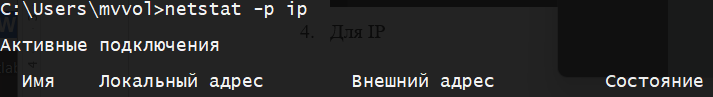 C:\Users\mvvol>netstat -p ip
4. Для IP
Активные подключения
Имя Локальный адрес Внешний адрес Состояние